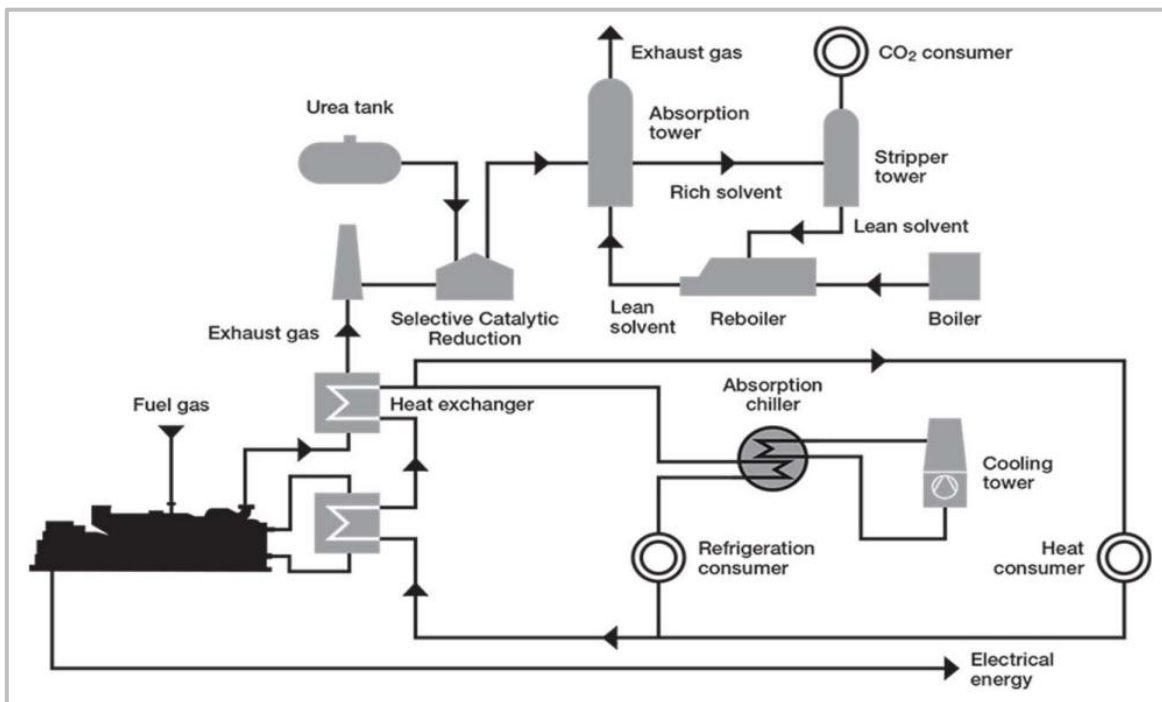 Exhaust gas
CO₂ consumer
Urea tank
Absorption
tower
Stripper
tower
Rich solvent
Lean solvent
Exhaust gas
Selective Catalytic
Reduction
Lean
solvent
Reboiler
Boiler
Fuel gas
Heat exchanger
Absorption
chiller
Cooling
tower
Refrigeration
consumer
Heat
consumer
Electrical
energy